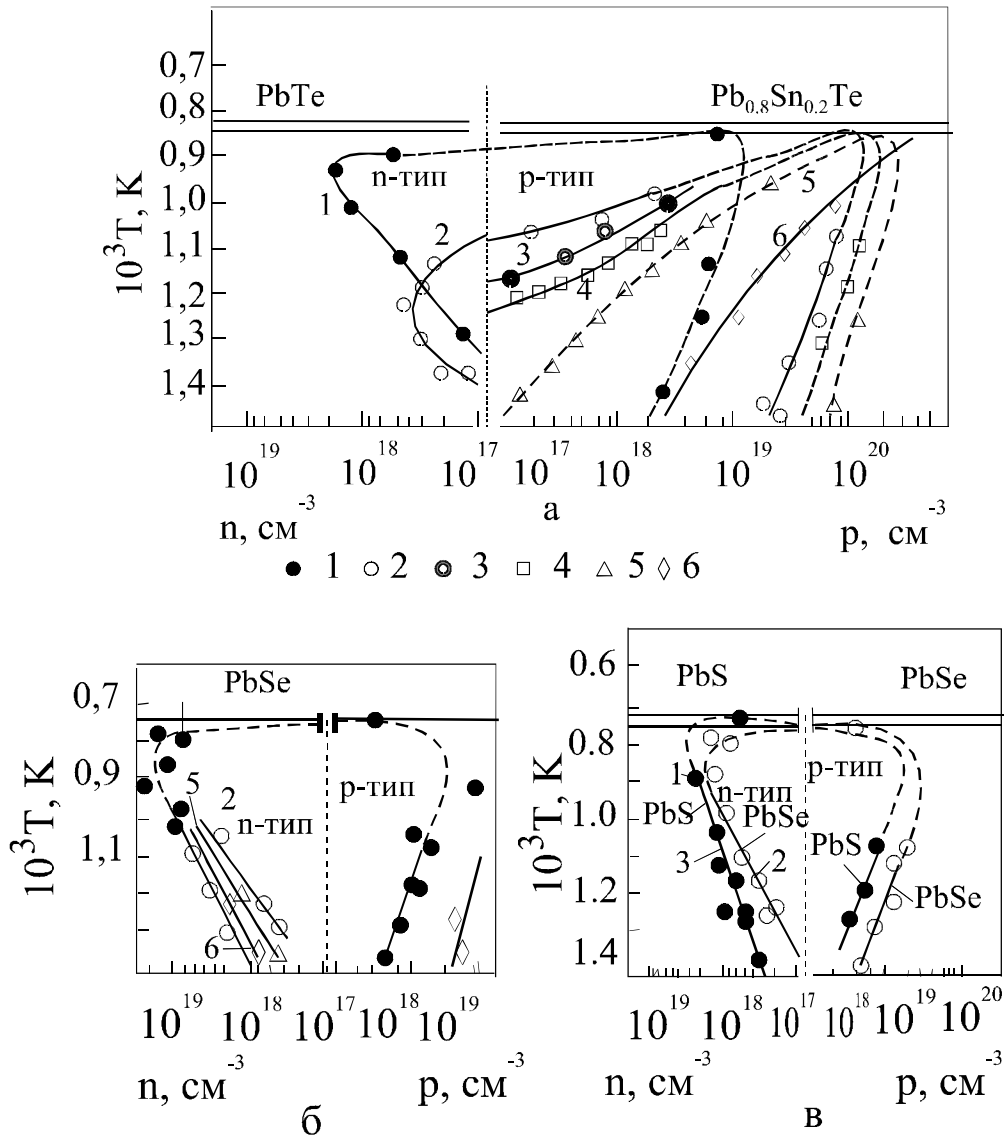 0,7
0,8
PbTe
Pb0.8Sn0.2Te
0,9
1,0
1,1
1,2
1,3
1,4
10³T, K
n-тип
p-тип
1
2
3
4
5
6
10¹⁹
10¹⁸
10¹⁷
10¹⁷
10¹⁸
10¹⁹
10²⁰
n, см⁻³
а
p, см⁻³
1 2 3 4 5 6
0,7
0,9
1,1
10³T, K
PbSe
5
2
n-тип
p-тип
6
10¹⁹
10¹⁸
10¹⁷
10¹⁸
10¹⁹
n, см⁻³
p, см⁻³
б
0.6
0.8
1.0
1.2
1.4
10³T, K
PbS
PbSe
p-тип
1
n-тип
PbS
PbSe
3
2
PbS
PbSe
10¹⁹
10¹⁸
10¹⁷
10¹⁸
10¹⁹
10²⁰
n, см⁻³
p, см⁻³
в